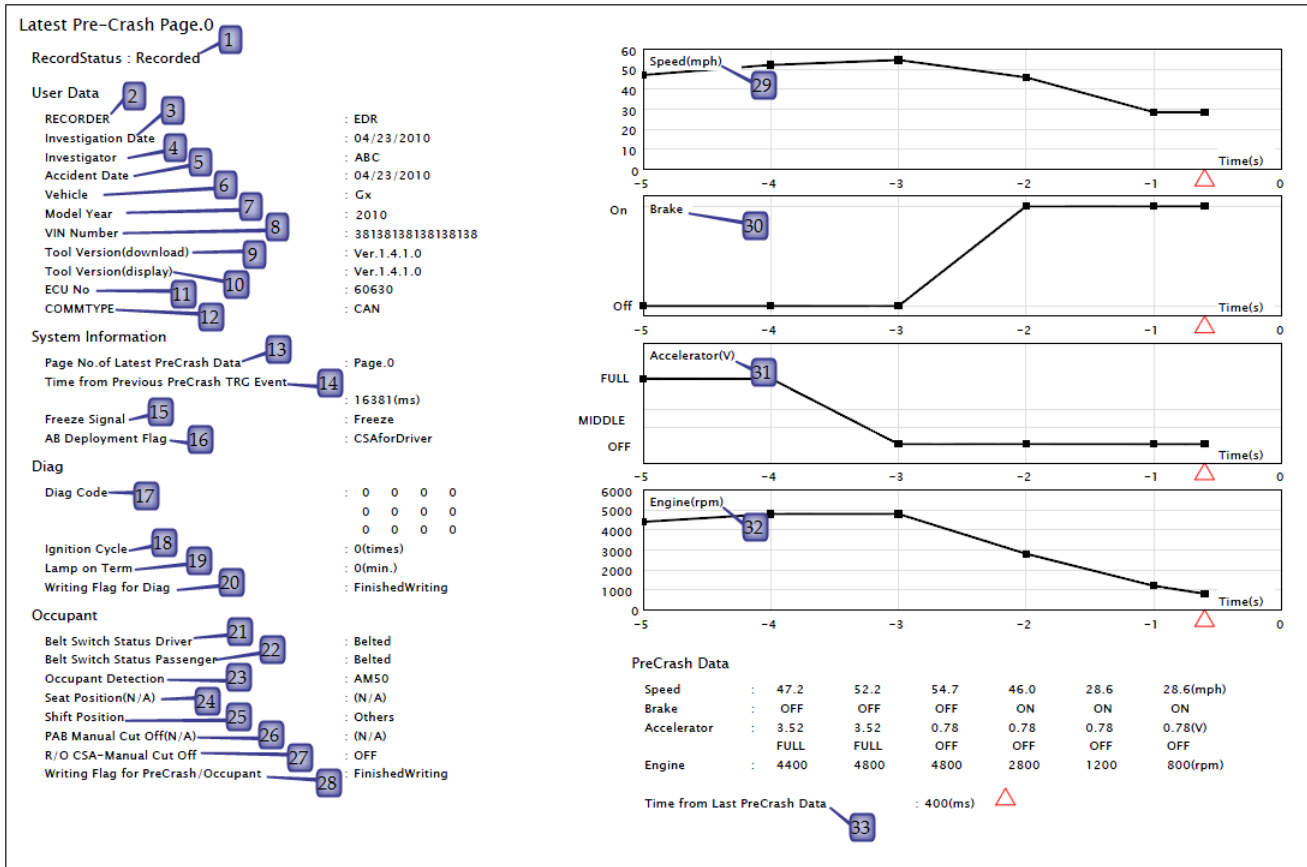 Latest Pre-Crash Page.0
1
RecordStatus : Recorded
User Data
2
RECORDER : EDR
3
Investigation Date : 04/23/2010
4
Investigator : ABC
5
Accident Date : 04/23/2010
6
Vehicle : Gx
7
Model Year : 2010
8
VIN Number : 38138138138138138
9
Tool Version(download) : Ver.1.4.1.0
10
Tool Version(display) : Ver.1.4.1.0
11
ECU No : 60630
12
COMMTYPE : CAN
System Information
13
Page No.of Latest PreCrash Data : Page.0
14
Time from Previous PreCrash TRG Event
: 16381(ms)
15
Freeze Signal : Freeze
16
AB Deployment Flag : CSAforDriver
Diag
17
Diag Code : 0 0 0 0
0 0 0 0
0 0 0 0
18
Ignition Cycle : 0(times)
19
Lamp on Term : 0(min.)
20
Writing Flag for Diag : FinishedWriting
Occupant
21
Belt Switch Status Driver : Belted
22
Belt Switch Status Passenger : Belted
23
Occupant Detection : AM50
24
Seat Position(N/A) : (N/A)
25
Shift Position : Others
26
PAB Manual Cut Off(N/A) : (N/A)
27
R/O CSA-Manual Cut Off : OFF
28
Writing Flag for PreCrash/Occupant : FinishedWriting
60
Speed(mph)
50
29
40
30
20
10
0
Time(s)
-5 -4 -3 -2 -1 0
On
Brake
30
Off
Time(s)
-5 -4 -3 -2 -1 0
Accelerator(V)
31
FULL
MIDDLE
OFF
Time(s)
-5 -4 -3 -2 -1 0
6000
Engine(rpm)
5000
32
4000
3000
2000
1000
0
Time(s)
-5 -4 -3 -2 -1 0
PreCrash Data
Speed : 47.2 52.2 54.7 46.0 28.6 28.6(mph)
Brake : OFF OFF OFF ON ON ON
Accelerator : 3.52 3.52 0.78 0.78 0.78 0.78(V)
FULL FULL OFF OFF OFF OFF
Engine : 4400 4800 4800 2800 1200 800(rpm)
Time from Last PreCrash Data : 400(ms)
33